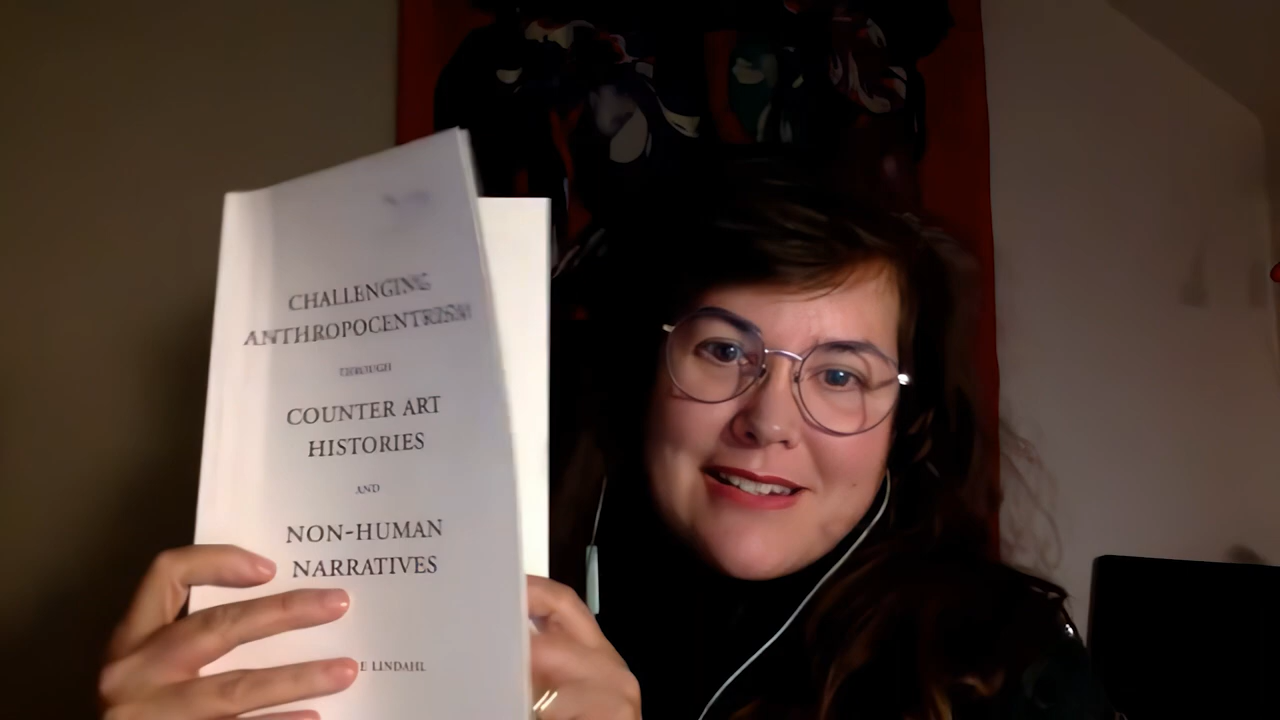 CHALLENGING
ANTHROPOCENTRISM
THROUGH
COUNTER ART
HISTORIES
AND
NON-HUMAN
NARRATIVES
LINDAHL